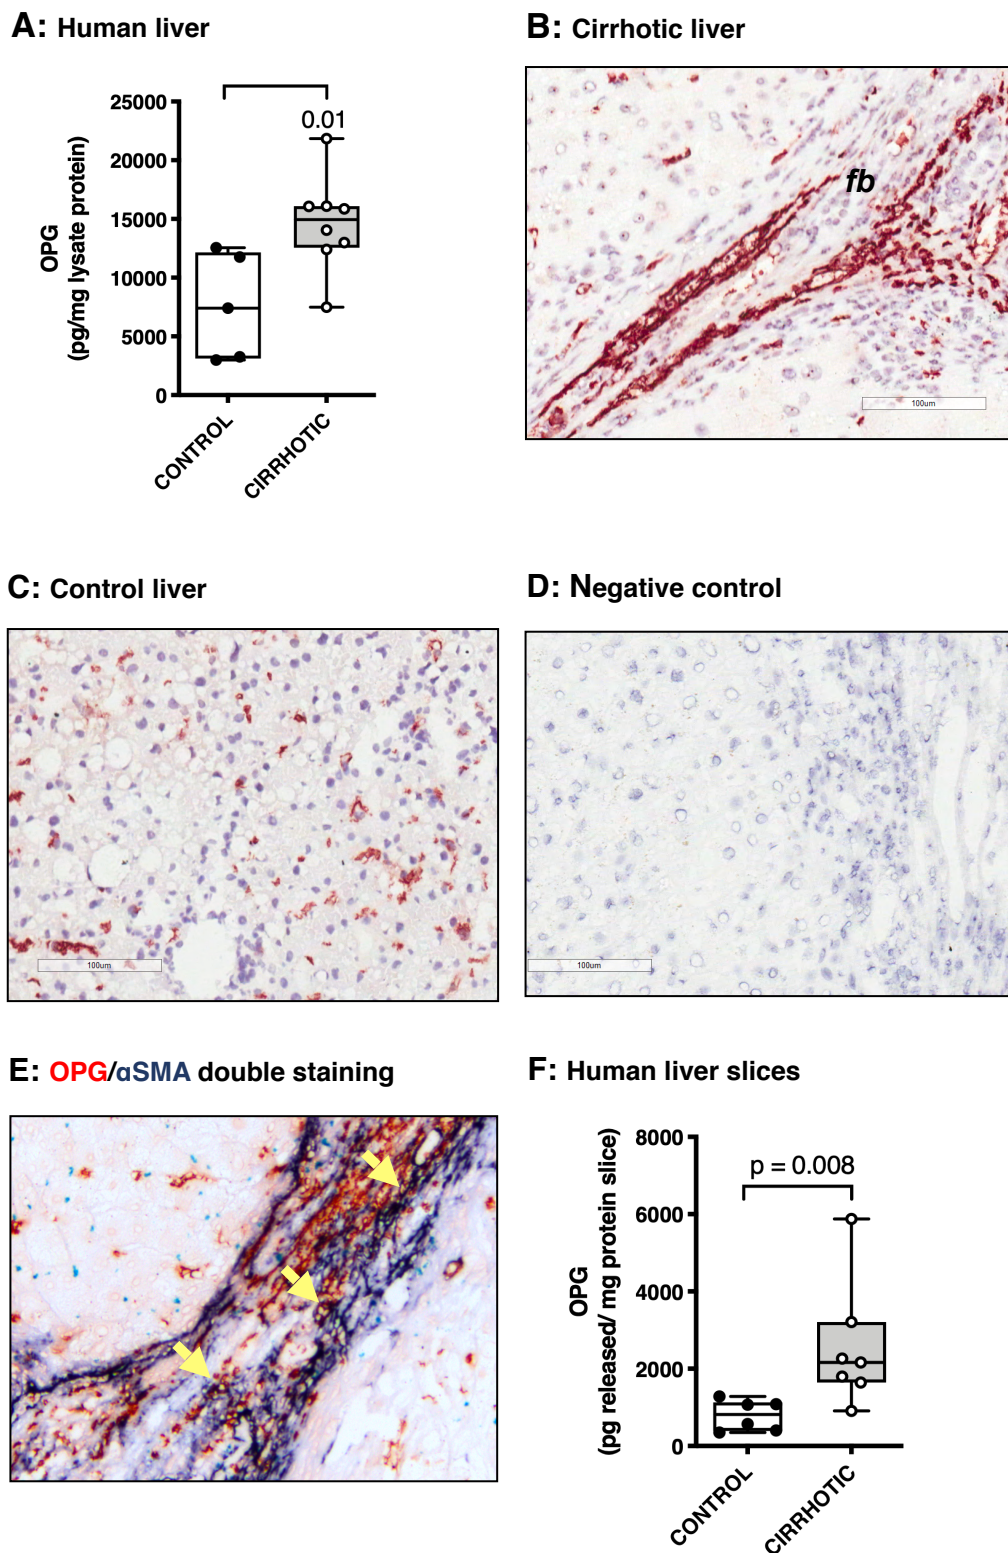 A: Human liver
25000
20000
15000
10000
5000
0
OPG
(pg/mg lysate protein)
0.01
CONTROL
CIRRHOTIC
B: Cirrhotic liver
fb
100um
C: Control liver
100um
D: Negative control
100um
E: OPG/αSMA double staining
F: Human liver slices
8000
6000
4000
2000
0
OPG
(pg released/ mg protein slice)
p = 0.008
CONTROL
CIRRHOTIC